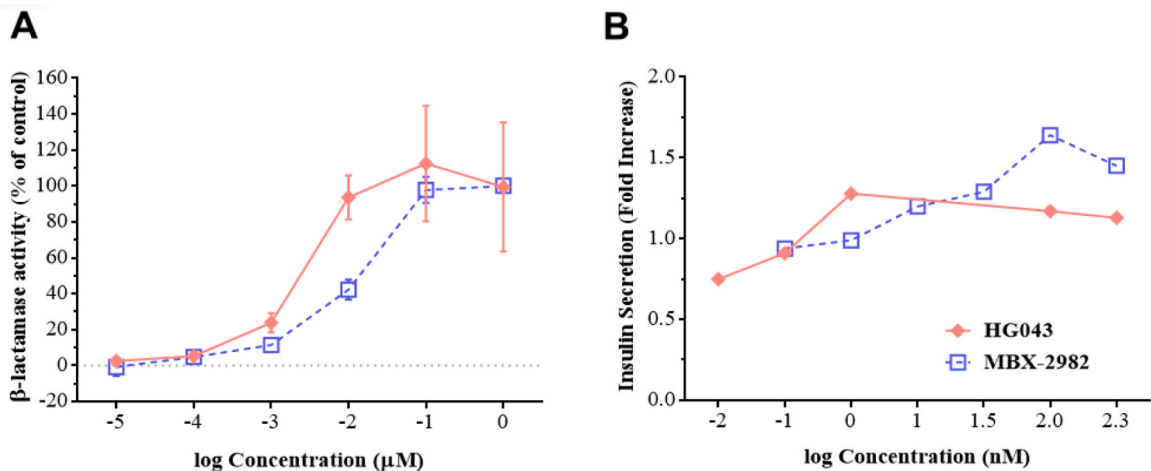 A
β-lactamase activity (% of control)
160
140
120
100
80
60
40
20
0
-20
-5 -4 -3 -2 -1 0
log Concentration (μM)
B
Insulin Secretion (Fold Increase)
2.0
1.5
1.0
0.5
0.0
HG043
MBX-2982
-2 -1 0 1 1.5 2.0 2.3
log Concentration (nM)